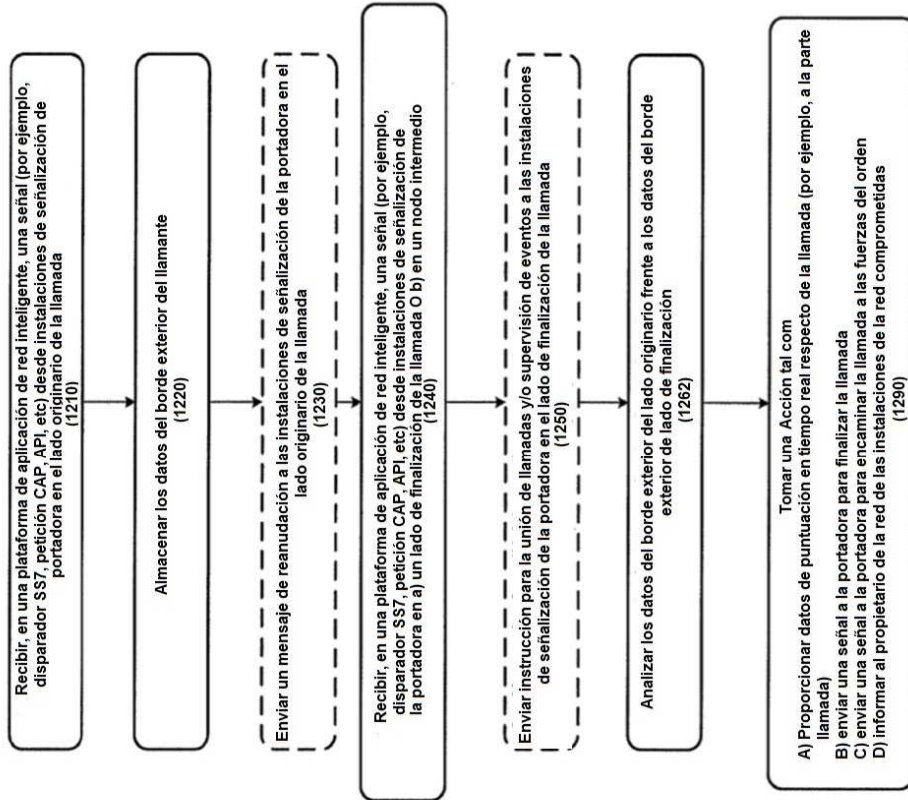 Recibir, en una plataforma de aplicación de red inteligente, una señal (por ejemplo,
disparador SS7, petición CAP, API, etc) desde instalaciones de señalización de
portadora en el lado originario de la llamada
(1210)
Almacenar los datos del borde exterior del llamante
(1220)
Enviar un mensaje de reanudación a las instalaciones de señalización de la portadora en el
lado originario de la llamada
(1230)
Recibir, en una plataforma de aplicación de red inteligente, una señal (por ejemplo,
disparador SS7, petición CAP, API, etc) desde instalaciones de señalización de
la portadora en a) un lado de finalización de la llamada O b) en un nodo intermedio
(1240)
Enviar instrucción para la unión de llamadas y/o supervisión de eventos a las instalaciones
de señalización de la portadora en el lado de finalización de la llamada
(1250)
Analizar los datos del borde exterior del lado originario frente a los datos del borde
exterior de lado de finalización
(1262)
Tomar una Acción tal com
A) Proporcionar datos de puntuación en tiempo real respecto de la llamada (por ejemplo, a la parte
llamada)
B) enviar una señal a la portadora para finalizar la llamada
C) enviar una señal a la portadora para encaminar la llamada a las fuerzas del orden
D) informar al propietario de la red de las instalaciones de la red comprometidas
(1290)